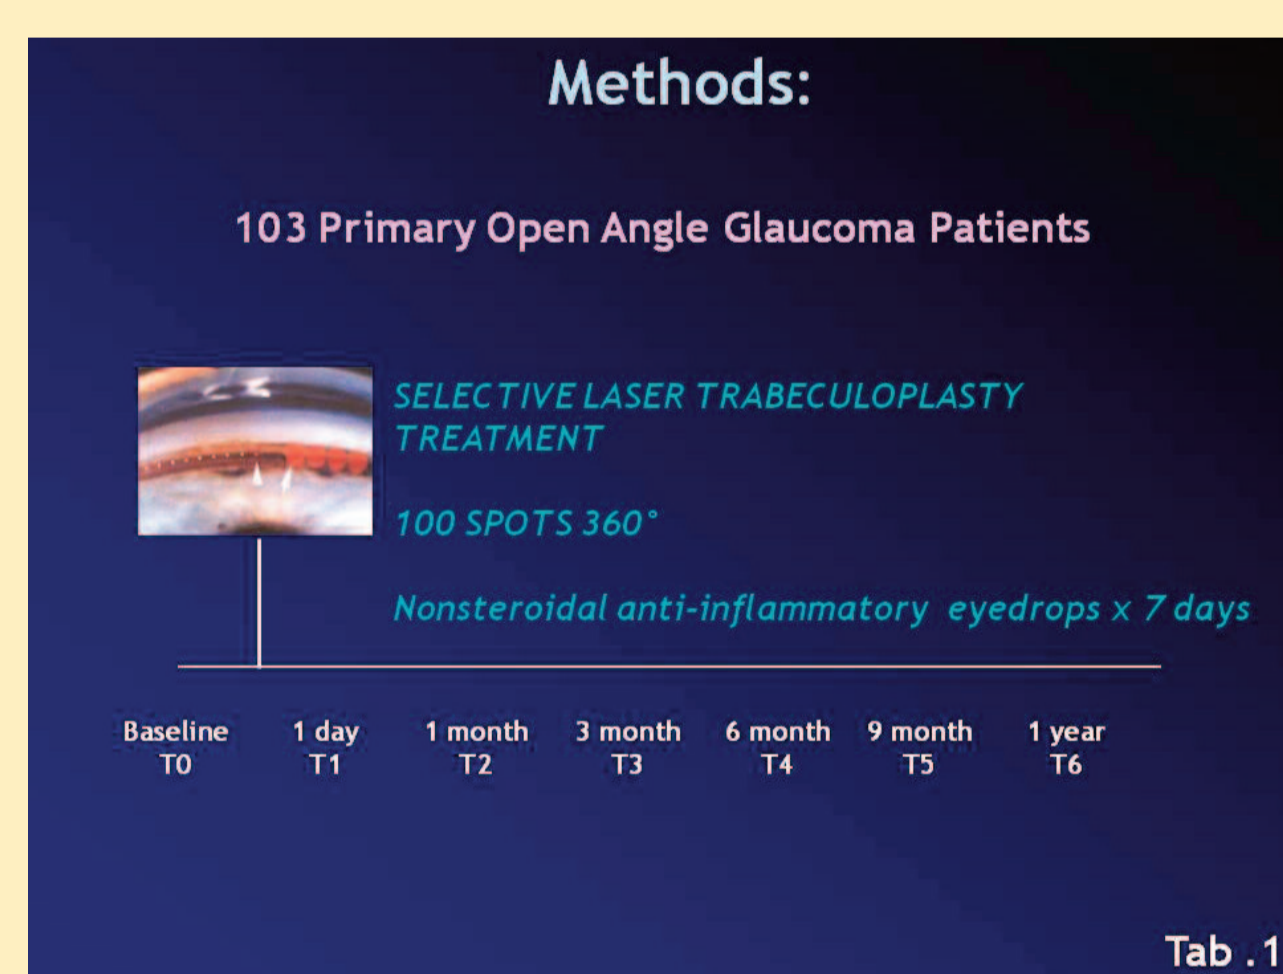 Methods:
103 Primary Open Angle Glaucoma Patients
SELECTIVE LASER TRABECULOPLASTY
TREATMENT
100 SPOTS 360°
Nonsteroidal anti-inflammatory eyedrops x 7 days
Baseline 1 day 1 month 3 month 6 month 9 month 1 year
T0 T1 T2 T3 T4 T5 T6
Tab .1